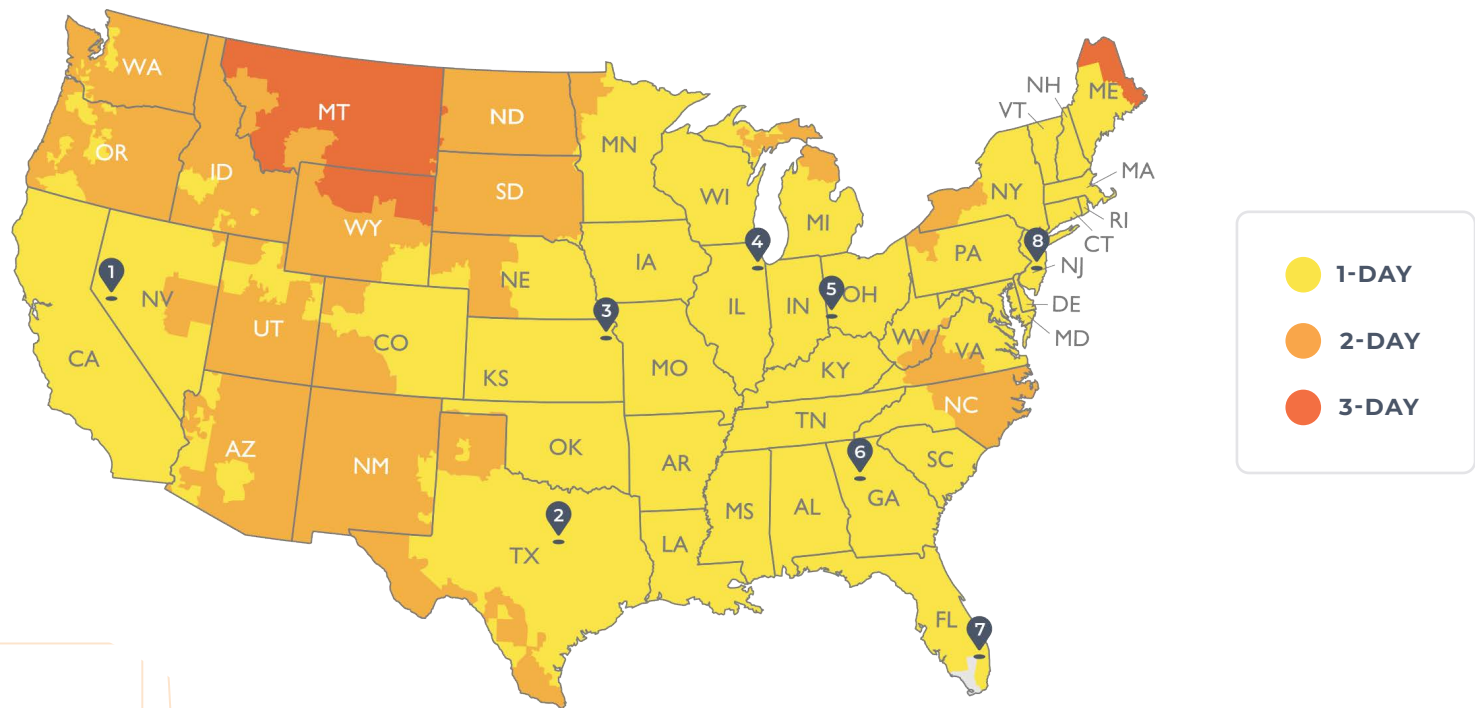 WA
MT
ND
MN
OR
ID
SD
WY
WI
MI
NY
VT
NH
ME
MA
RI
CT
NJ
PA
DE
MD
NV
CA
UT
CO
NE
IA
IL
IN
OH
WV
VA
KS
MO
KY
NC
TN
AZ
NM
OK
AR
SC
TX
LA
MS
AL
GA
FL
1
2
3
4
5
6
7
8
1-DAY
2-DAY
3-DAY